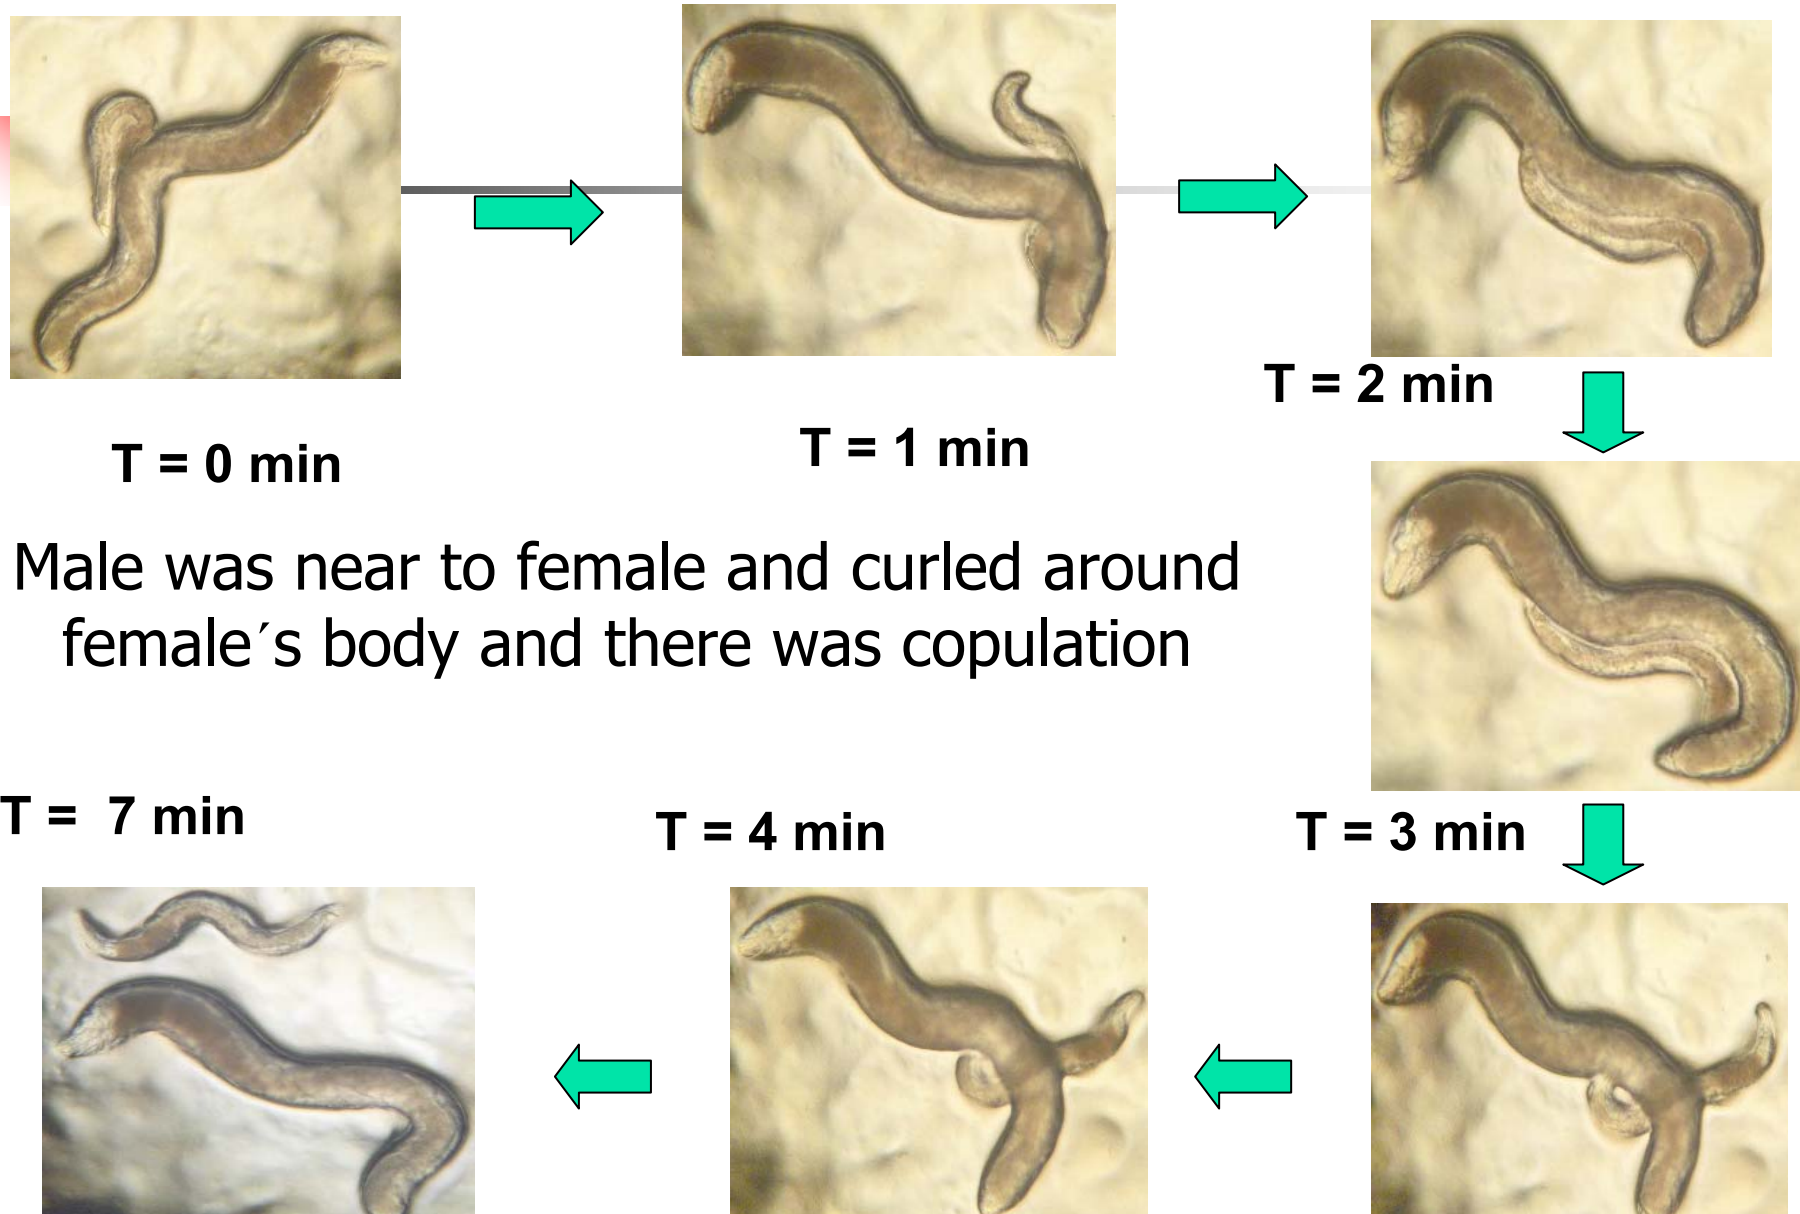 T = 0 min
T = 1 min
T = 2 min
Male was near to female and curled around
female´s body and there was copulation
T = 3 min
T = 4 min
T = 7 min